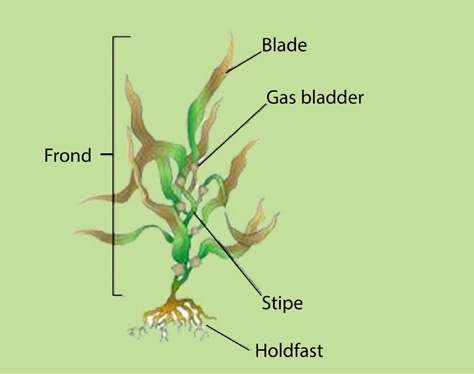 Blade
Gas bladder
Frond
Stipe
Holdfast